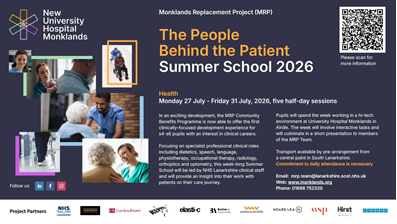 New
University
Hospital
Monklands
Monklands Replacement Project (MRP)
The People
Behind the Patient
Summer School 2026
Please scan for
more information
Health
Monday 27 July - Friday 31 July, 2026, five half-day sessions
In an exciting development, the MRP Community
Benefits Programme is now able to offer the first
clinically-focused development experience for
s4-s6 pupils with an interest in clinical careers.
Focusing on specialist professional clinical roles
including dietetics, speech, language,
physiotherapy, occupational therapy, radiology,
orthotics and optometry, this week-long Summer
School will be led by NHS Lanarkshire clinical staff
and will provide an insight into their work with
patients on their care journey.
Pupils will spend the week working in a hi-tech
environment at University Hospital Monklands in
Airdrie. The week will involve interactive tasks and
will culminate in a short presentation to members
of the MRP Team.
Transport available by pre-arrangement from
a central point in South Lanarkshire.
Commitment to daily attendance is necessary
Email: mrp.team@lanarkshire.scot.nhs.uk
Web: www.monklands.org
Phone: 01698 752320
Follow us
Project Partners
NHS
Currie & Brown
HOARE LEA
wsp
Hirst